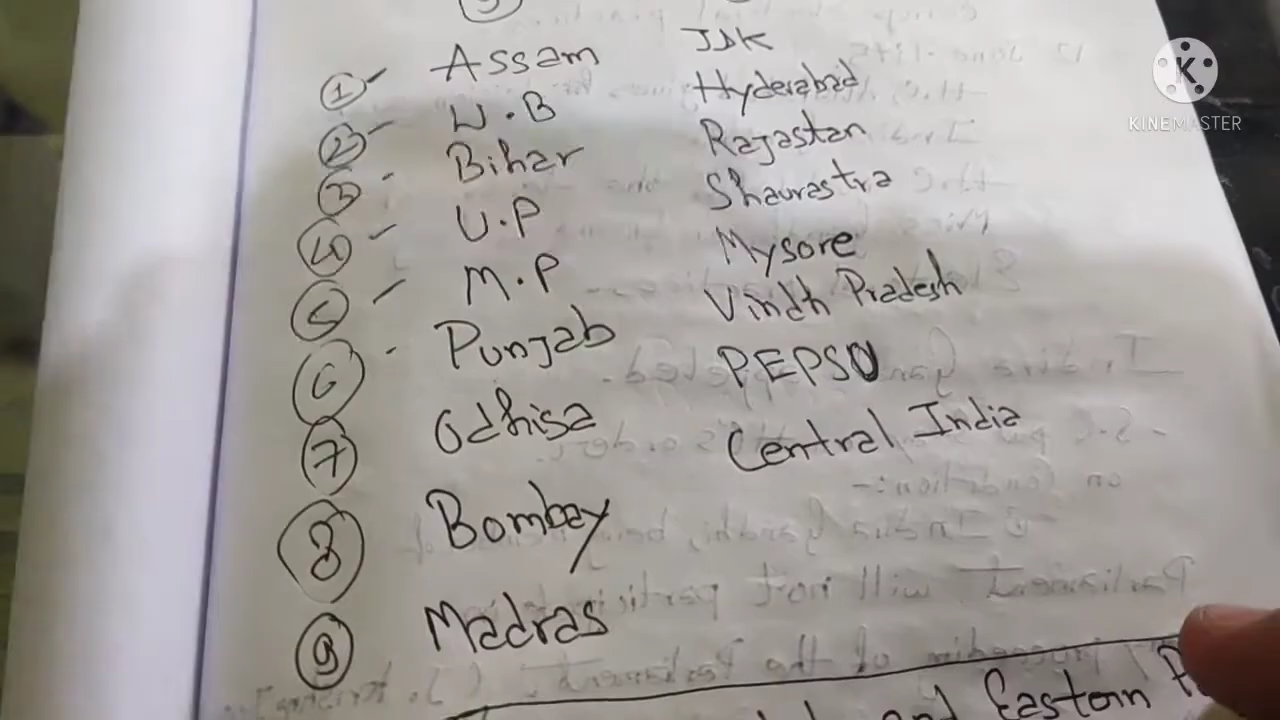 ① Assam J&K
② W.B Hyderabad
③ Bihar Rajastan
④ U.P Shaurastra
⑤ M.P Mysore
⑥ Punjab Vindh Pradesh
⑦ Odhisa PEPSU
⑧ Bombay Central India
⑨ Madras
and Eastern
K
KINEMASTER